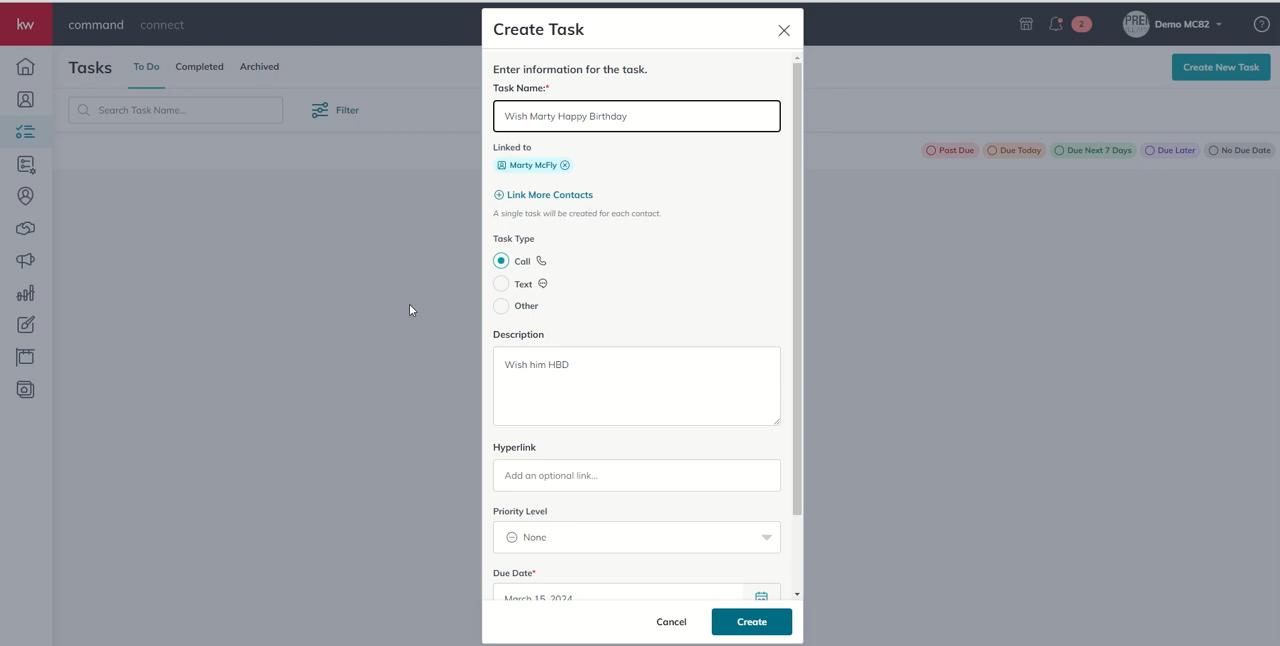 kw
command connect
2
PREP
Demo MC82
?
Tasks
To Do Completed Archived
Create New Task
Search Task Name...
Filter
Past Due Due Today Due Next 7 Days Due Later No Due Date
Create Task
Enter information for the task.
Task Name:*
Wish Marty Happy Birthday
Linked to
Marty McFly
Link More Contacts
A single task will be created for each contact.
Task Type
Call
Text
Other
Description
Wish him HBD
Hyperlink
Add an optional link...
Priority Level
None
Due Date*
March 15, 2024
Cancel
Create